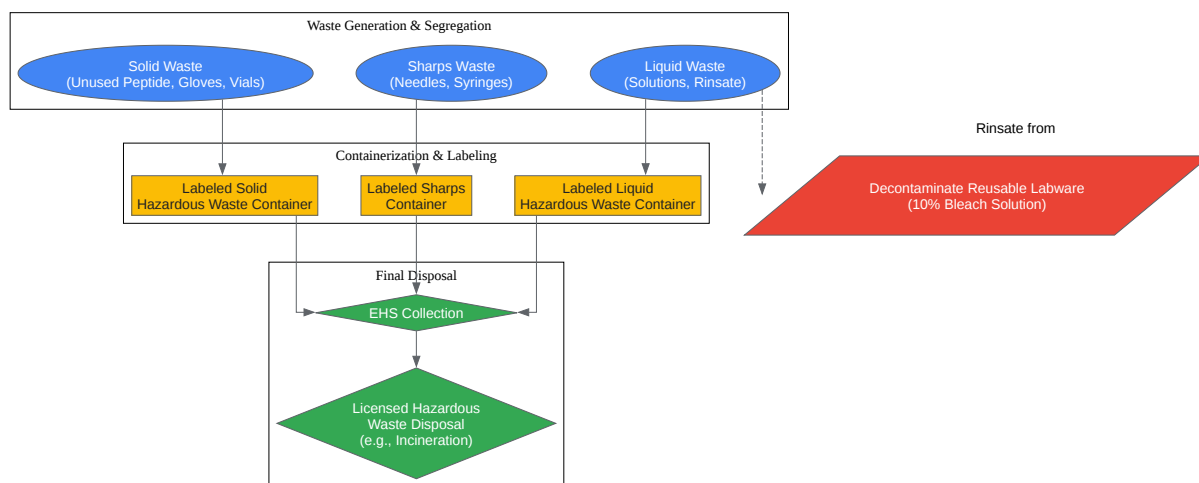 Waste Generation & Segregation
Solid Waste
(Unused Peptide, Gloves, Vials)
Sharps Waste
(Needles, Syringes)
Liquid Waste
(Solutions, Rinsate)
Rinsate from
Containerization & Labeling
Labeled Solid
Hazardous Waste Container
Labeled Sharps
Container
Labeled Liquid
Hazardous Waste Container
Decontaminate Reusable Labware
(10% Bleach Solution)
Final Disposal
EHS Collection
Licensed Hazardous
Waste Disposal
(e.g., Incineration)